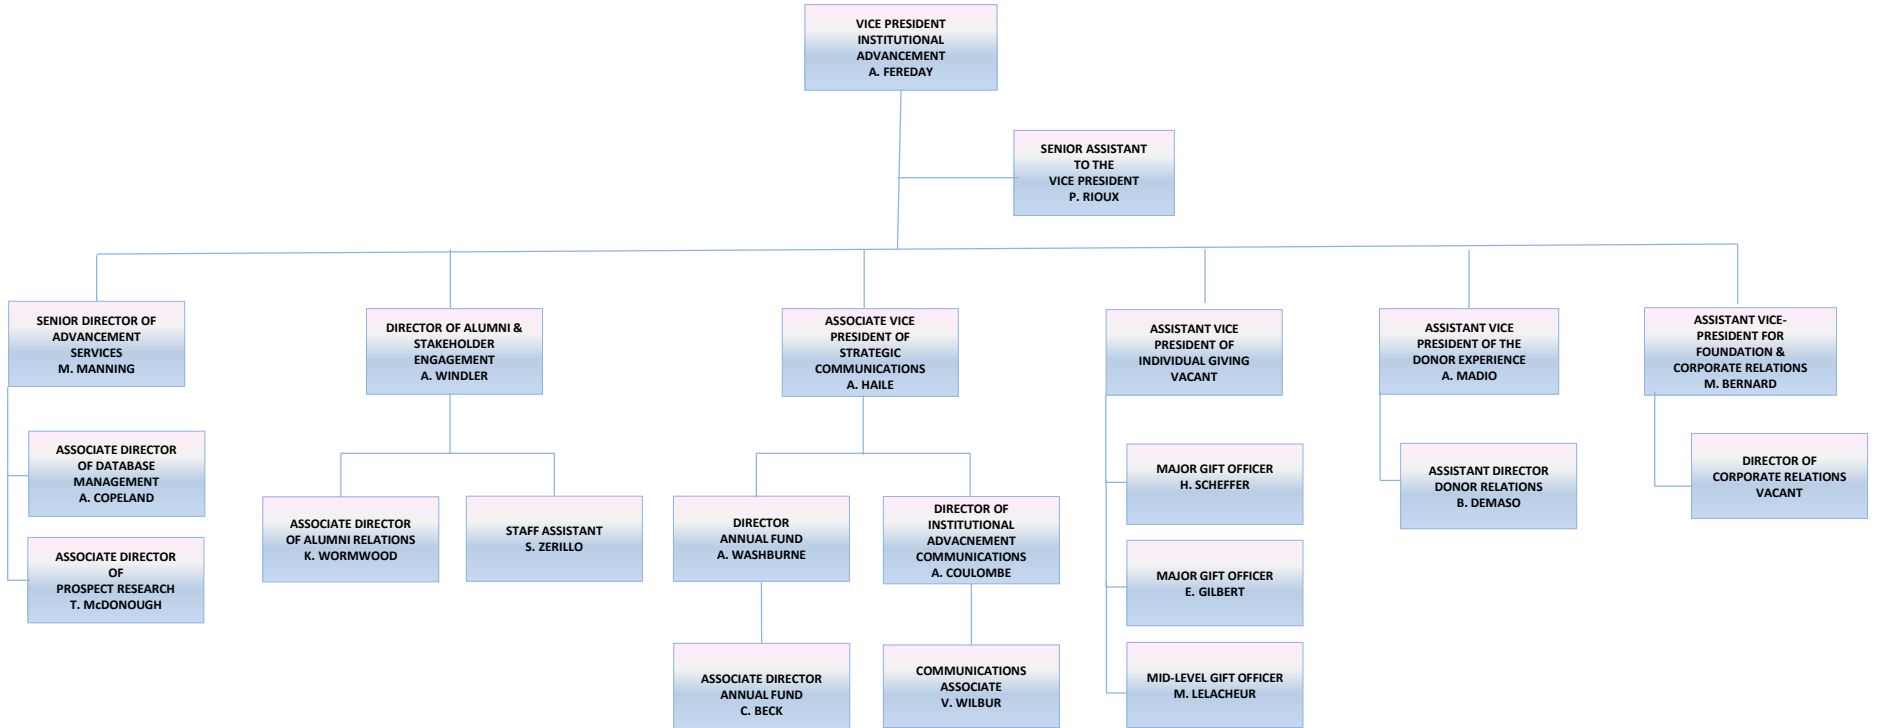 VICE PRESIDENT
INSTITUTIONAL
ADVANCEMENT
A. FEREDAY
SENIOR ASSISTANT
TO THE
VICE PRESIDENT
P. RIOUX
SENIOR DIRECTOR OF
ADVANCEMENT
SERVICES
M. MANNING
DIRECTOR OF ALUMNI &
STAKEHOLDER
ENGAGEMENT
A. WINDLER
ASSOCIATE VICE
PRESIDENT OF
STRATEGIC
COMMUNICATIONS
A. HAILE
ASSISTANT VICE
PRESIDENT OF
INDIVIDUAL GIVING
VACANT
ASSISTANT VICE
PRESIDENT OF THE
DONOR EXPERIENCE
A. MADIO
ASSISTANT VICE-
PRESIDENT FOR
FOUNDATION &
CORPORATE RELATIONS
M. BERNARD
ASSOCIATE DIRECTOR
OF DATABASE
MANAGEMENT
A. COPELAND
ASSOCIATE DIRECTOR
OF
PROSPECT RESEARCH
T. McDONOUGH
ASSOCIATE DIRECTOR
OF ALUMNI RELATIONS
K. WORMWOOD
STAFF ASSISTANT
S. ZERILLO
DIRECTOR
ANNUAL FUND
A. WASHBURNE
DIRECTOR OF
INSTITUTIONAL
ADVACNEMENT
COMMUNICATIONS
A. COULOMBE
ASSOCIATE DIRECTOR
ANNUAL FUND
C. BECK
COMMUNICATIONS
ASSOCIATE
V. WILBUR
MAJOR GIFT OFFICER
H. SCHEFFER
MAJOR GIFT OFFICER
E. GILBERT
MID-LEVEL GIFT OFFICER
M. LELACHEUR
ASSISTANT DIRECTOR
DONOR RELATIONS
B. DEMASO
DIRECTOR OF
CORPORATE RELATIONS
VACANT